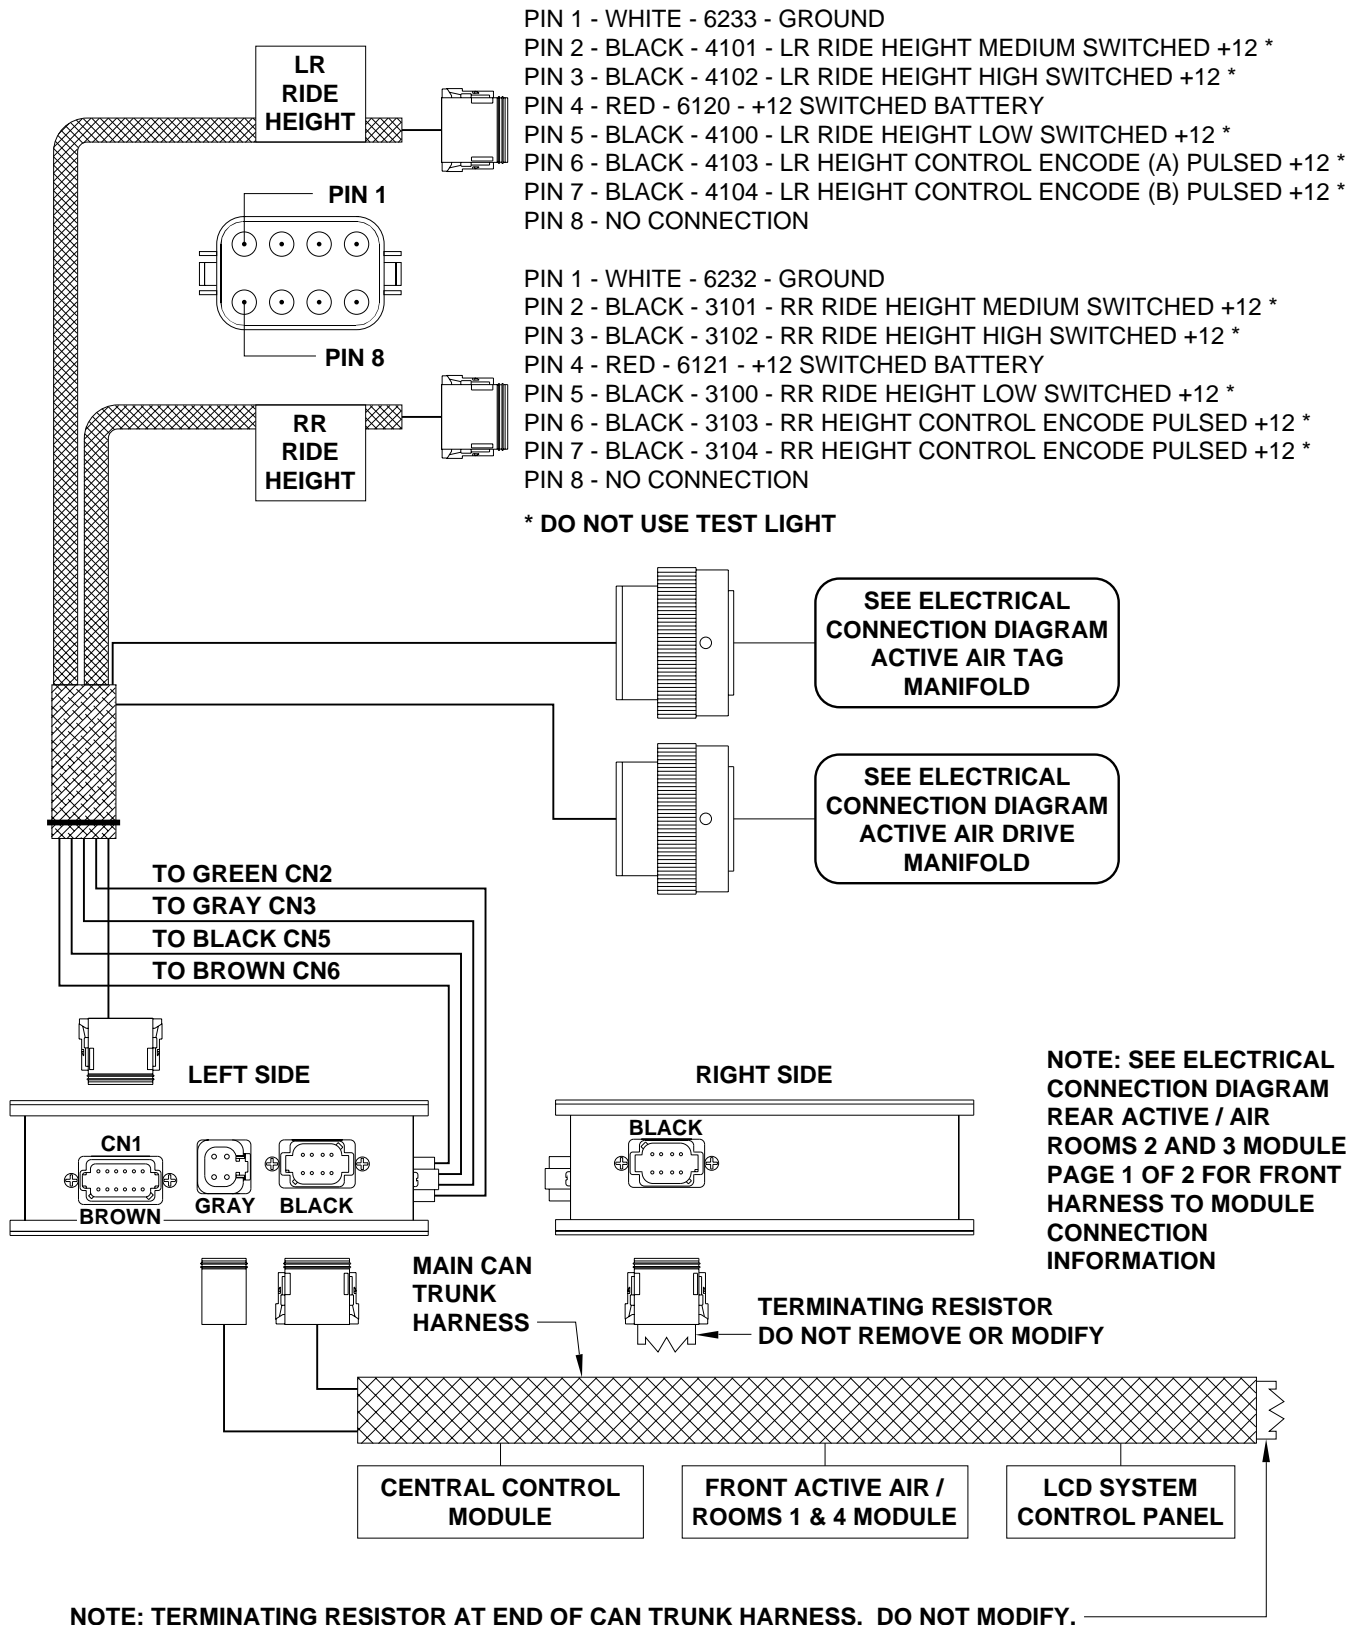 PIN 1 - WHITE - 6233 - GROUND
PIN 2 - BLACK - 4101 - LR RIDE HEIGHT MEDIUM SWITCHED +12 *
PIN 3 - BLACK - 4102 - LR RIDE HEIGHT HIGH SWITCHED +12 *
PIN 4 - RED - 6120 - +12 SWITCHED BATTERY
PIN 5 - BLACK - 4100 - LR RIDE HEIGHT LOW SWITCHED +12 *
PIN 6 - BLACK - 4103 - LR HEIGHT CONTROL ENCODE (A) PULSED +12 *
PIN 7 - BLACK - 4104 - LR HEIGHT CONTROL ENCODE (B) PULSED +12 *
PIN 8 - NO CONNECTION
LR
RIDE
HEIGHT
PIN 1
PIN 8
PIN 1 - WHITE - 6232 - GROUND
PIN 2 - BLACK - 3101 - RR RIDE HEIGHT MEDIUM SWITCHED +12 *
PIN 3 - BLACK - 3102 - RR RIDE HEIGHT HIGH SWITCHED +12 *
PIN 4 - RED - 6121 - +12 SWITCHED BATTERY
PIN 5 - BLACK - 3100 - RR RIDE HEIGHT LOW SWITCHED +12 *
PIN 6 - BLACK - 3103 - RR HEIGHT CONTROL ENCODE PULSED +12 *
PIN 7 - BLACK - 3104 - RR HEIGHT CONTROL ENCODE PULSED +12 *
PIN 8 - NO CONNECTION
RR
RIDE
HEIGHT
* DO NOT USE TEST LIGHT
SEE ELECTRICAL
CONNECTION DIAGRAM
ACTIVE AIR TAG
MANIFOLD
SEE ELECTRICAL
CONNECTION DIAGRAM
ACTIVE AIR DRIVE
MANIFOLD
TO GREEN CN2
TO GRAY CN3
TO BLACK CN5
TO BROWN CN6
LEFT SIDE
RIGHT SIDE
CN1
BROWN
GRAY
BLACK
BLACK
NOTE: SEE ELECTRICAL
CONNECTION DIAGRAM
REAR ACTIVE / AIR
ROOMS 2 AND 3 MODULE
PAGE 1 OF 2 FOR FRONT
HARNESS TO MODULE
CONNECTION
INFORMATION
MAIN CAN
TRUNK
HARNESS
TERMINATING RESISTOR
DO NOT REMOVE OR MODIFY
CENTRAL CONTROL
MODULE
FRONT ACTIVE AIR /
ROOMS 1 & 4 MODULE
LCD SYSTEM
CONTROL PANEL
NOTE: TERMINATING RESISTOR AT END OF CAN TRUNK HARNESS. DO NOT MODIFY.